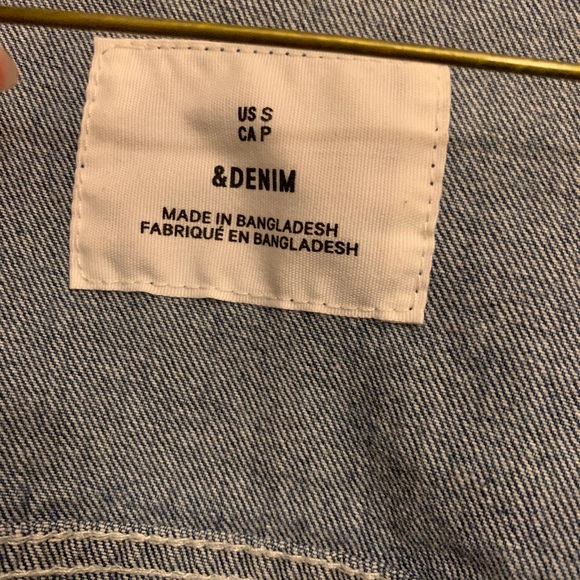 US S
CA P
&DENIM
MADE IN BANGLADESH
FABRIQUÉ EN BANGLADESH